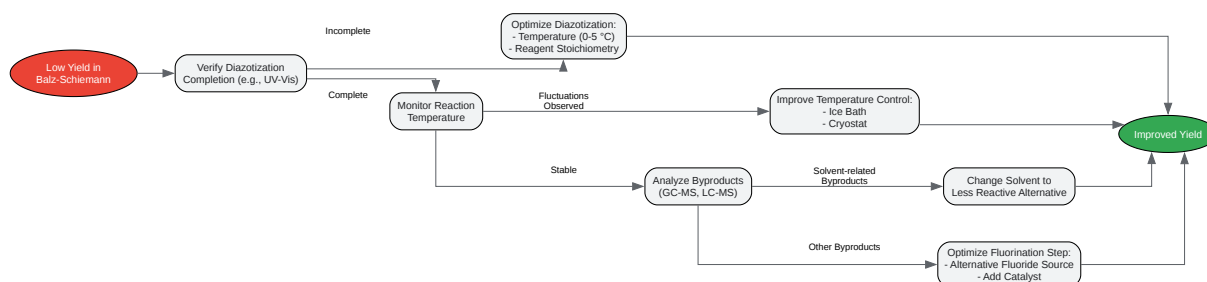 Incomplete
Optimize Diazotization:
- Temperature (0-5 °C)
- Reagent Stoichiometry
Low Yield in
Balz-Schiemann
Verify Diazotization
Completion (e.g., UV-Vis)
Complete
Monitor Reaction
Temperature
Fluctuations
Observed
Improve Temperature Control:
- Ice Bath
- Cryostat
Improved Yield
Stable
Analyze Byproducts
(GC-MS, LC-MS)
Solvent-related
Byproducts
Change Solvent to
Less Reactive Alternative
Other Byproducts
Optimize Fluorination Step:
- Alternative Fluoride Source
- Add Catalyst